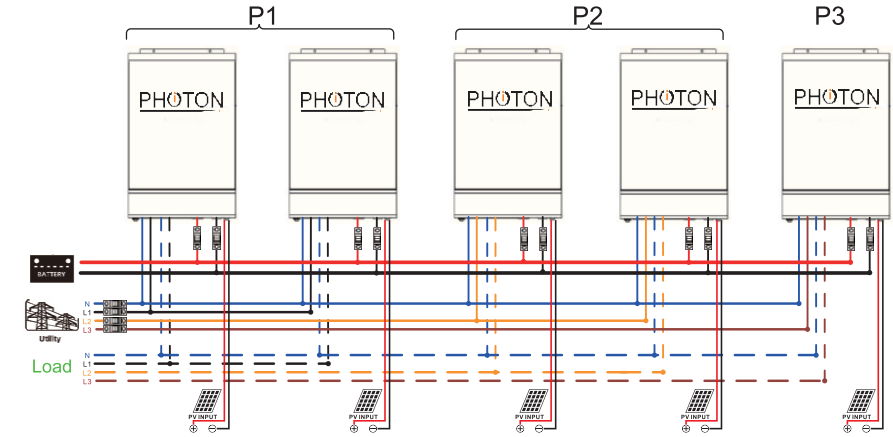 P1 P2 P3
PHOTON PHOTON PHOTON PHOTON PHOTON
BATTERY
N
L1
L2
L3
Utility
Load
N
L1
L2
L3
PV INPUT PV INPUT PV INPUT PV INPUT PV INPUT
⊕ ⊖ ⊕ ⊖ ⊕ ⊖ ⊕ ⊖ ⊕ ⊖